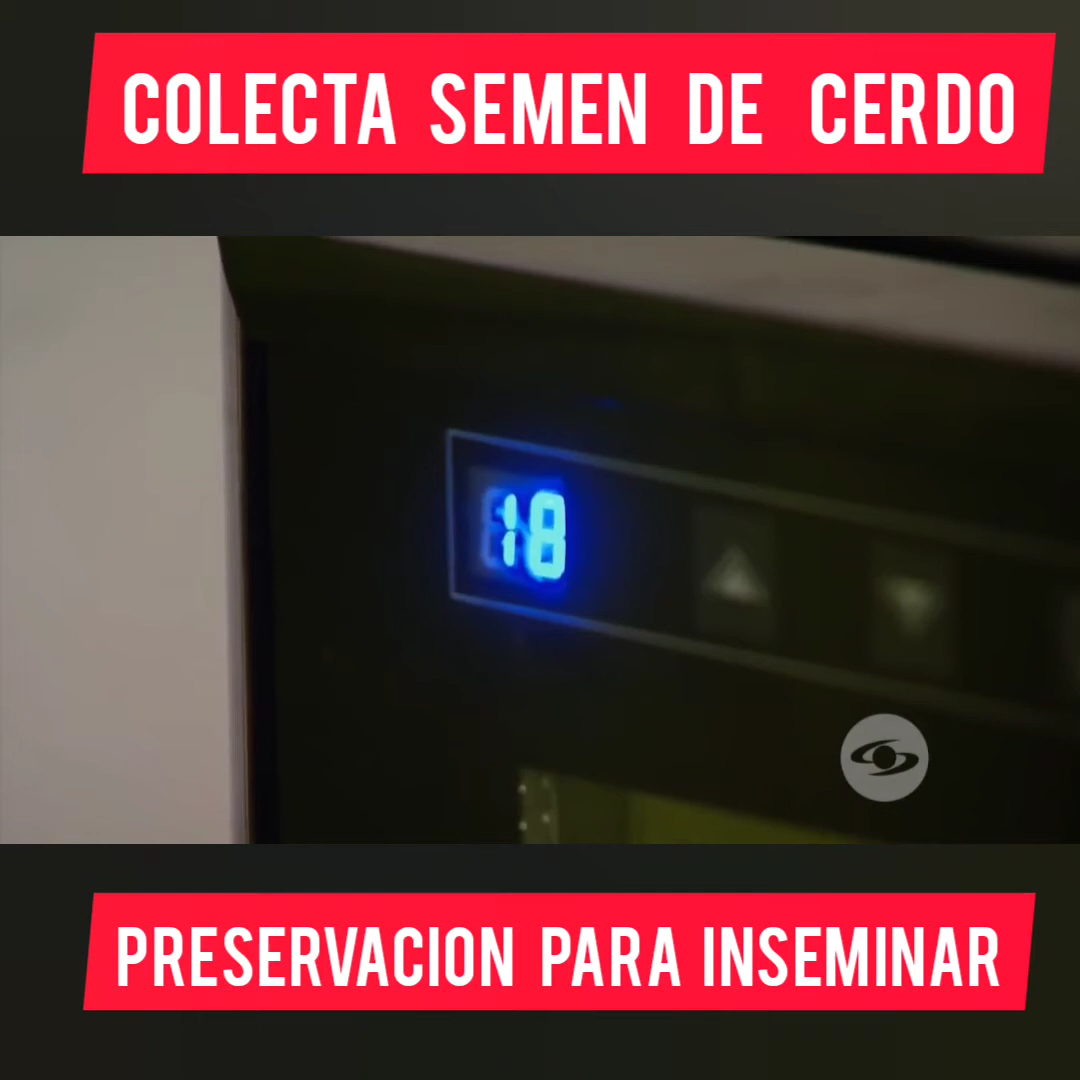 COLECTA SEMEN DE CERDO
18
PRESERVACION PARA INSEMINAR